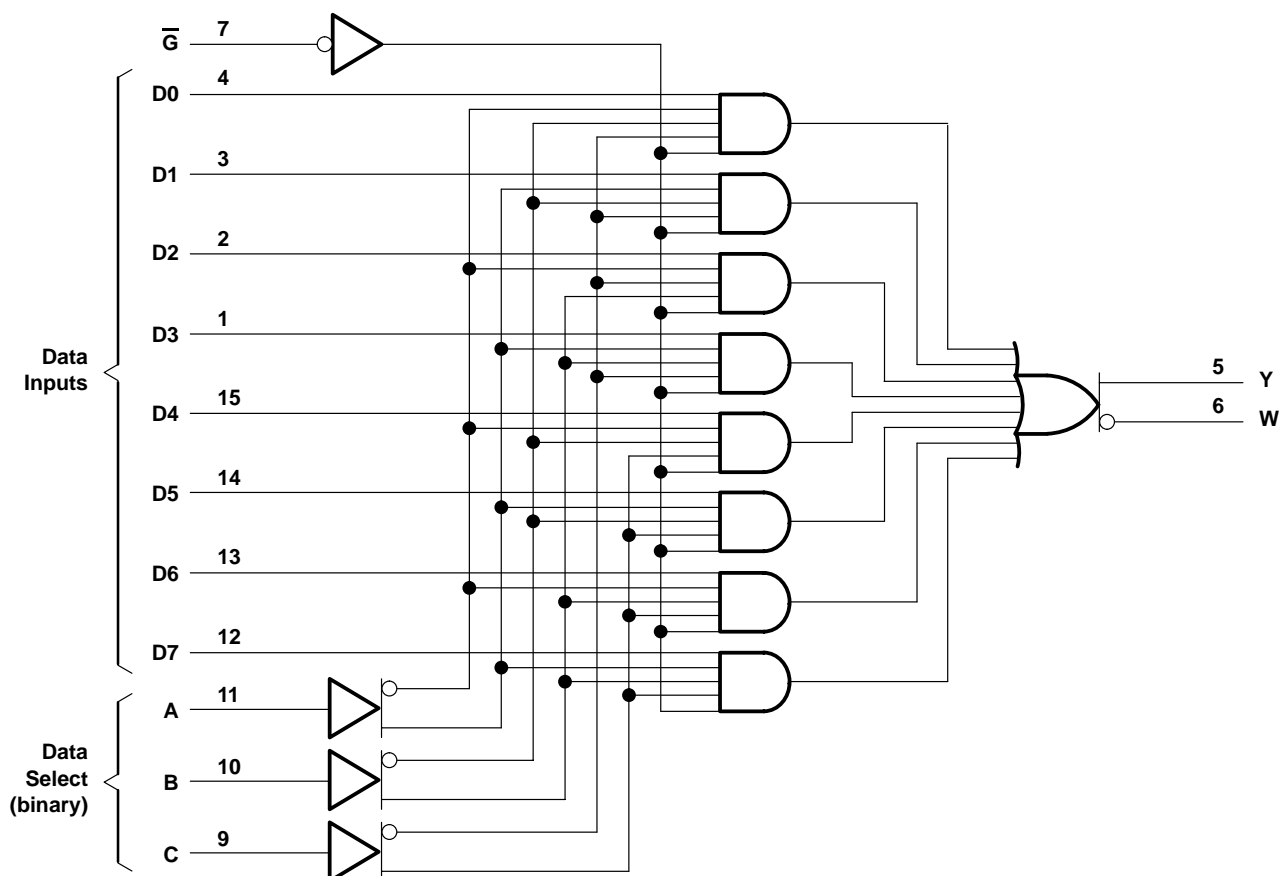 G̅ 7
D0 4
D1 3
D2 2
D3 1
Data
Inputs
D4 15
D5 14
D6 13
D7 12
A 11
Data
Select
(binary)
B 10
C 9
5 Y
6 W